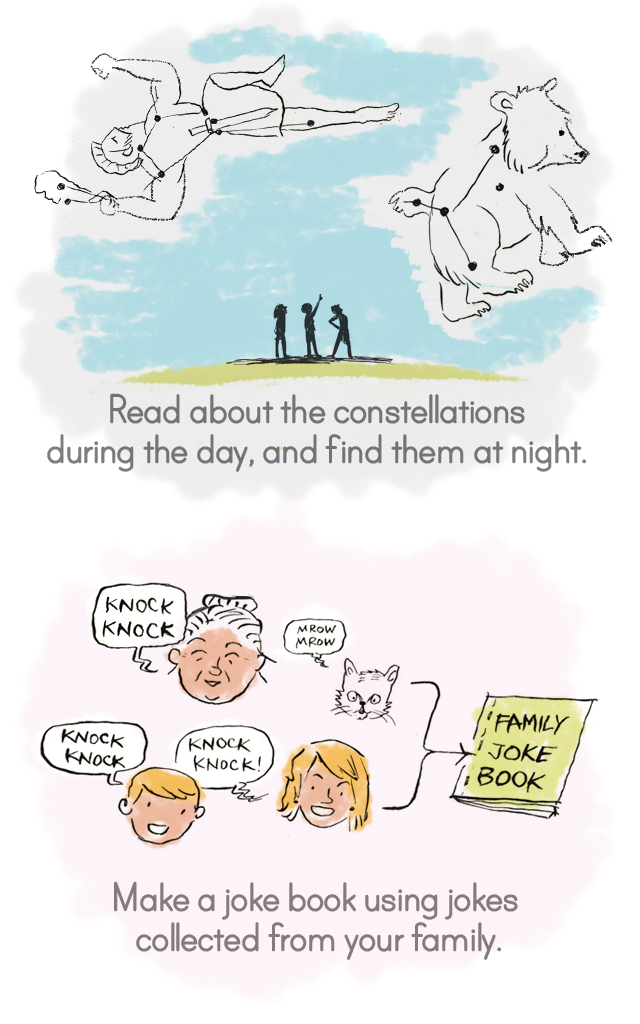 Read about the constellations
during the day, and find them at night.
KNOCK
KNOCK
MROW
MROW
KNOCK
KNOCK
KNOCK
KNOCK!
FAMILY
JOKE
BOOK
Make a joke book using jokes
collected from your family.